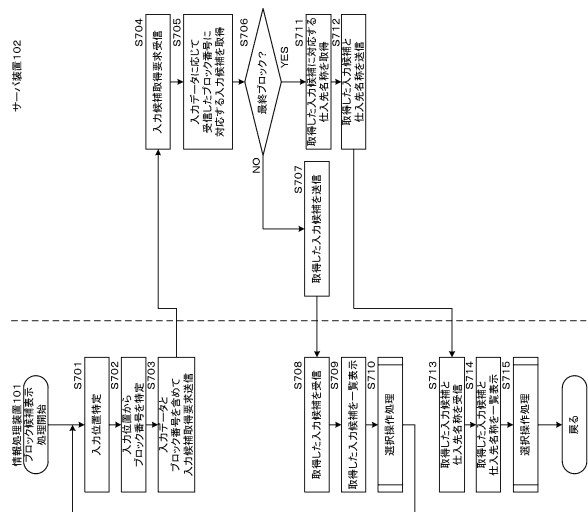 情報処理装置101
サーバ装置102
ブロック候補表示
処理開始
S701
入力位置特定
S702
入力位置から
ブロック番号を特定
S703
入力データと
ブロック番号を含めて
入力候補取得要求送信
S704
入力候補取得要求受信
S705
入力データに応じて
受信したブロック番号に
対応する入力候補を取得
S706
最終ブロック?
NO
YES
S707
取得した入力候補を送信
S708
取得した入力候補を受信
S709
取得した入力候補を一覧表示
S710
選択操作処理
S711
取得した入力候補に対応する
仕入先名称を取得
S712
取得した入力候補と
仕入先名称を送信
S713
取得した入力候補と
仕入先名称を受信
S714
取得した入力候補と
仕入先名称を一覧表示
S715
選択操作処理
戻る